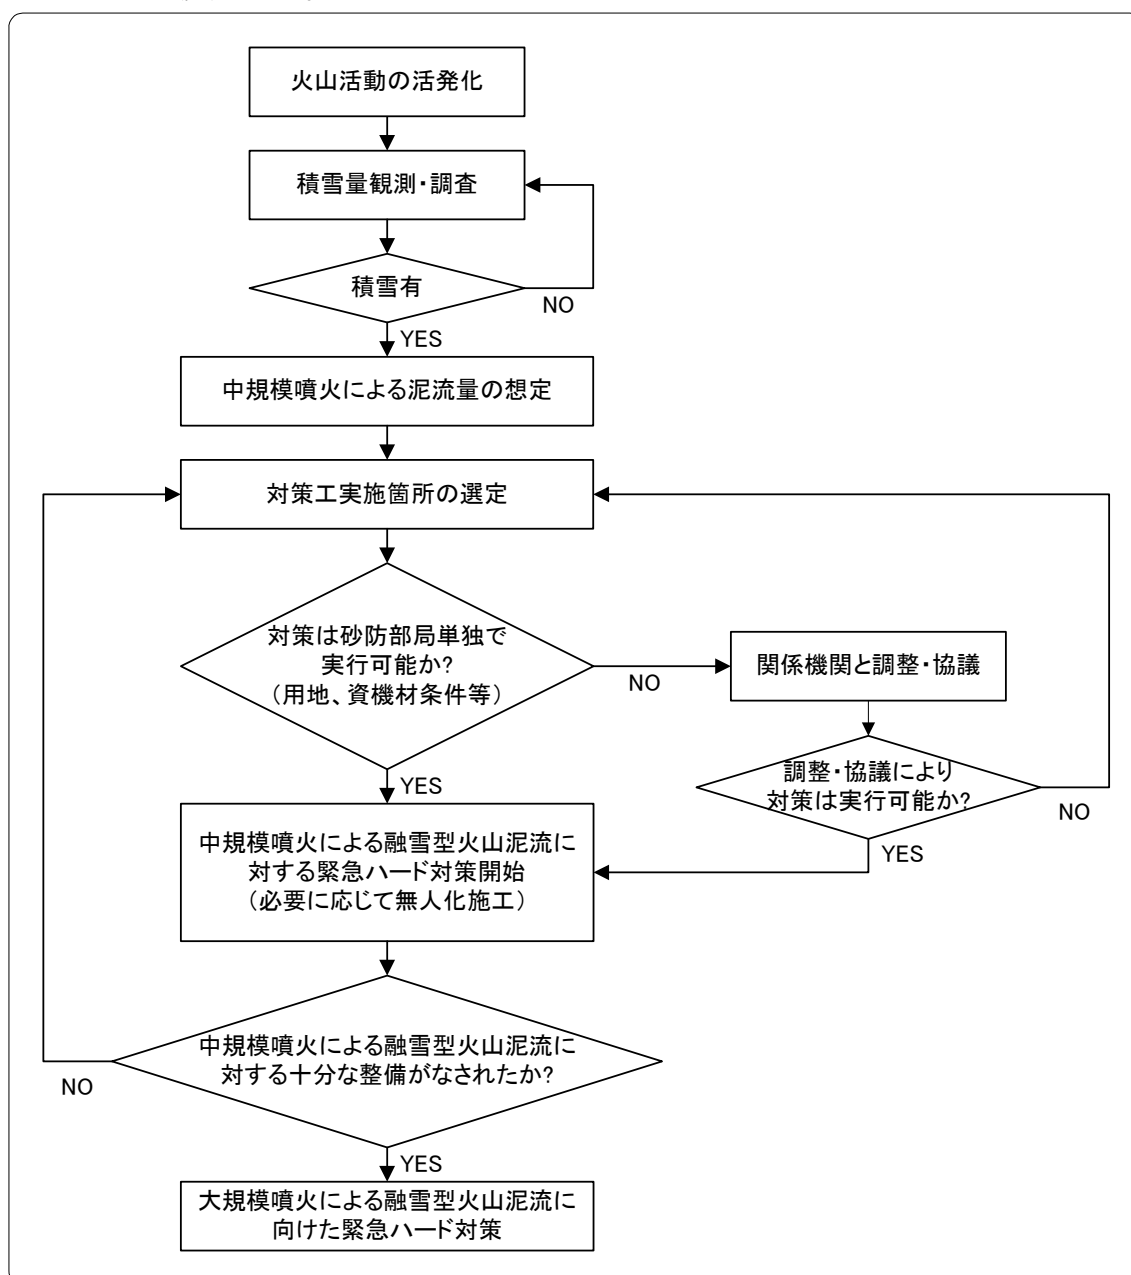 火山活動の活発化
積雪量観測・調査
積雪有
NO
YES
中規模噴火による泥流量の想定
対策工実施箇所の選定
対策は砂防部局単独で
実行可能か?
(用地、資機材条件等)
NO
関係機関と調整・協議
YES
調整・協議により
対策は実行可能か?
NO
YES
中規模噴火による融雪型火山泥流に
対する緊急ハード対策開始
(必要に応じて無人化施工)
中規模噴火による融雪型火山泥流に
対する十分な整備がなされたか?
NO
YES
大規模噴火による融雪型火山泥流に
向けた緊急ハード対策